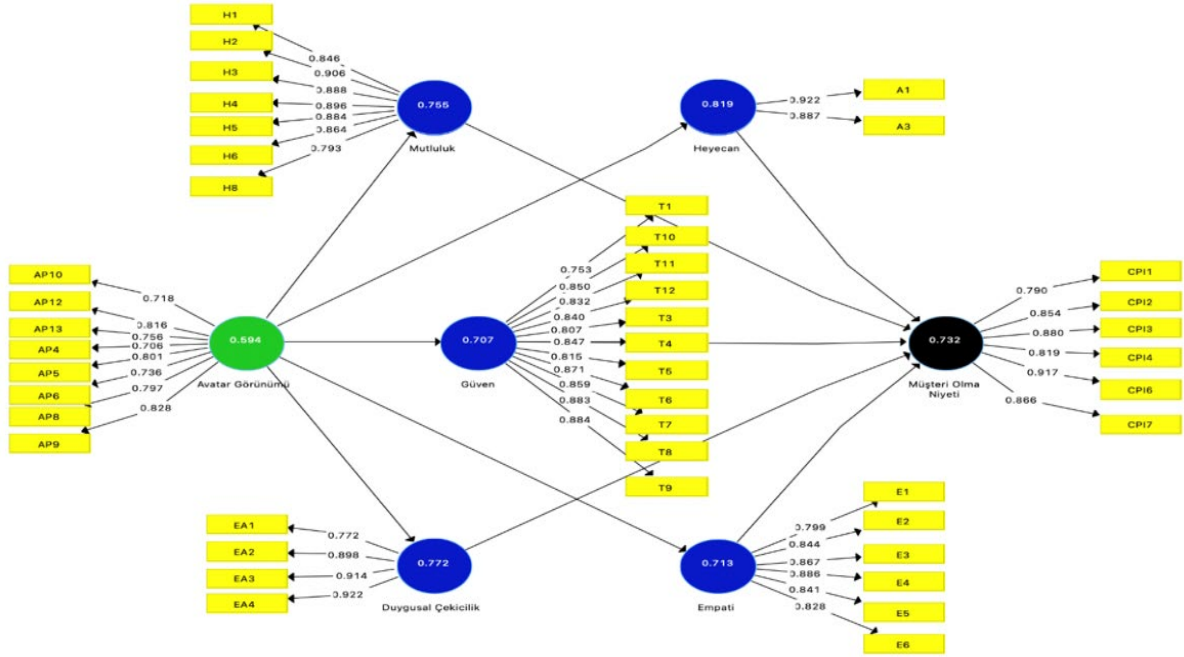 H1
H2
H3
H4
H5
H6
H8
0.846
0.906
0.888
0.896
0.884
0.864
0.793
0.755
Mutluluk
0.819
Heyecan
0.922
0.887
A1
A3
AP10
AP12
AP13
AP4
AP5
AP6
AP8
AP9
0.718
0.816
0.756
0.706
0.801
0.736
0.797
0.828
0.594
Avatar Görünümü
0.707
Güven
0.753
0.850
0.832
0.840
0.807
0.847
0.815
0.871
0.859
0.883
0.884
T1
T10
T11
T12
T3
T4
T5
T6
T7
T8
T9
0.732
Müşteri Olma
Niyeti
0.790
0.854
0.880
0.819
0.917
0.866
CPI1
CPI2
CPI3
CPI4
CPI6
CPI7
EA1
EA2
EA3
EA4
0.772
0.898
0.914
0.922
0.772
Duygusal Çekicilik
0.713
Empati
0.799
0.844
0.867
0.886
0.841
0.828
E1
E2
E3
E4
E5
E6